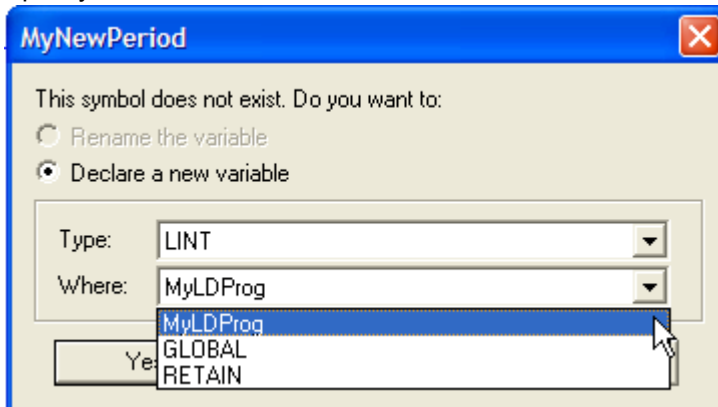 MyNewPeriod
This symbol does not exist. Do you want to:
Rename the variable
Declare a new variable
Type: LINT
Where: MyLDProg
MyLDProg
GLOBAL
RETAIN